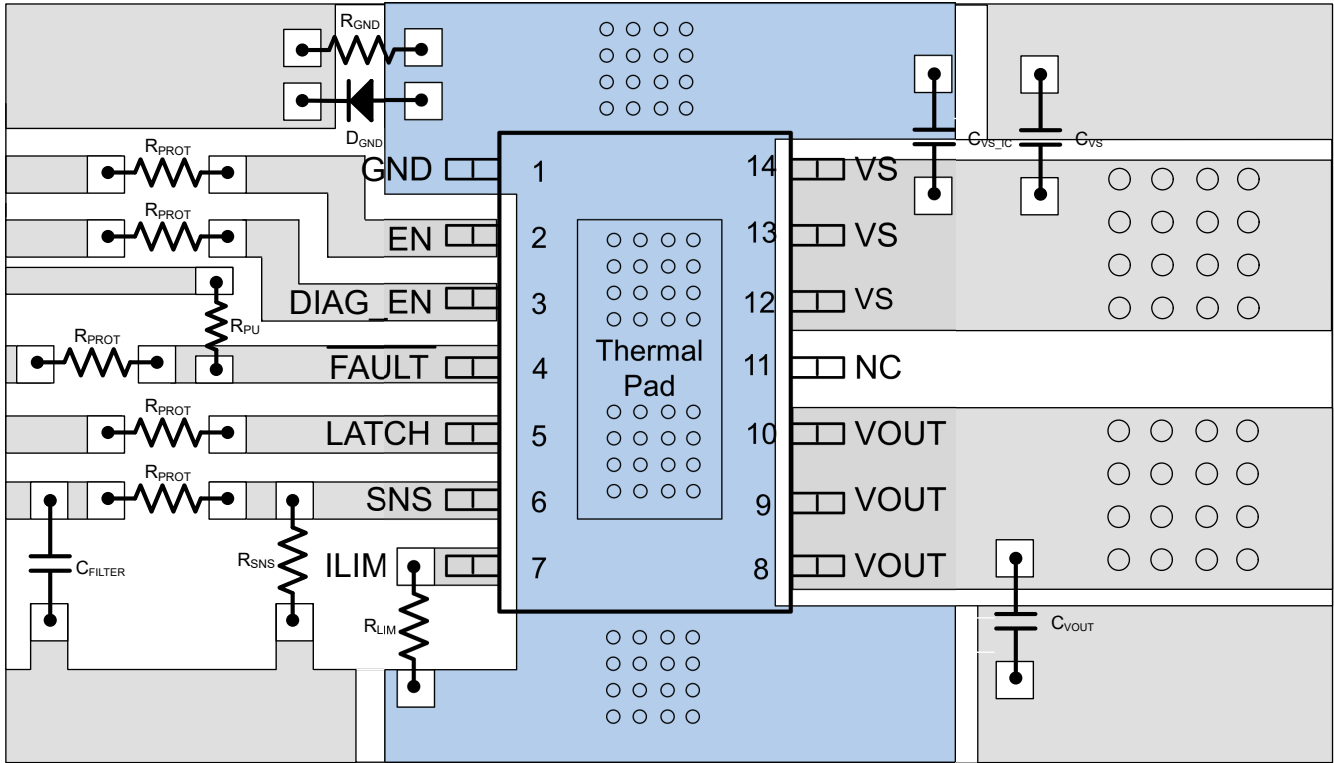 RGND
DGND
RPROT
GND
1
14
VS
CVS_IC
CVS
RPROT
EN
2
13
VS
DIAG_EN
3
12
VS
RPU
RPROT
FAULT
4
Thermal
Pad
11
NC
RPROT
LATCH
5
10
VOUT
RPROT
SNS
6
9
VOUT
CFILTER
RSNS
ILIM
7
8
VOUT
RLIM
CVOUT